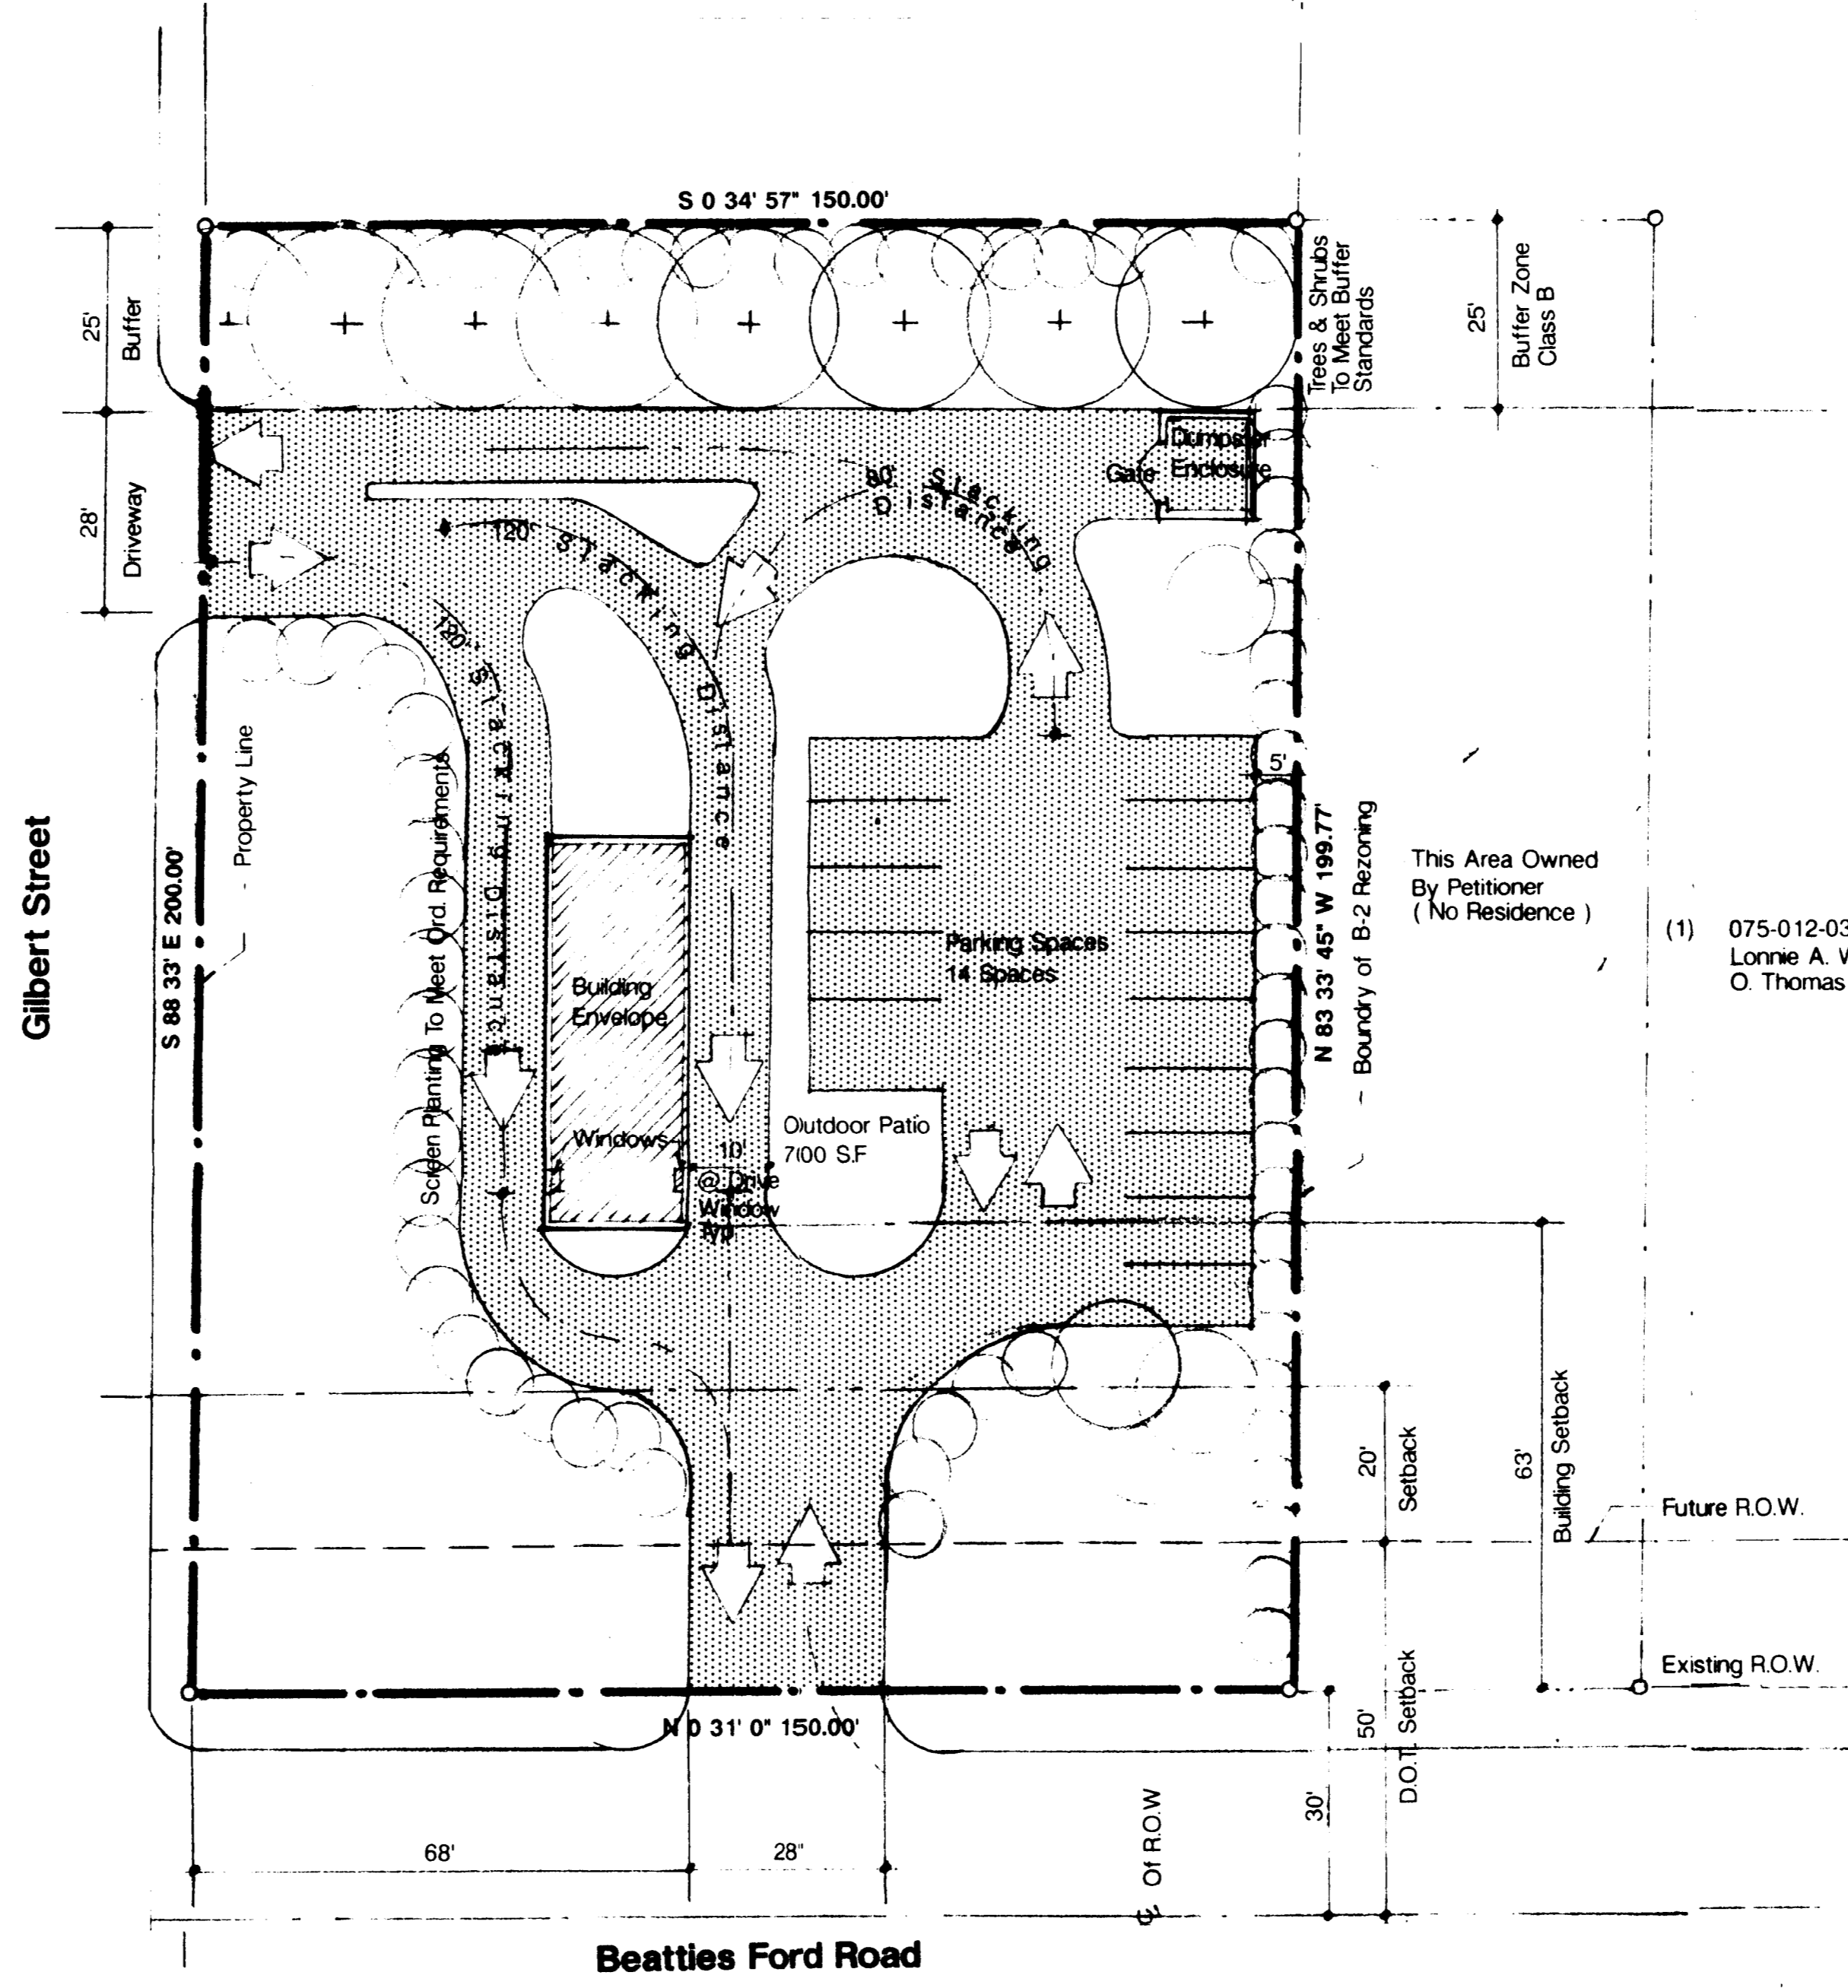 S 0 34' 57" 150.00'
25'
Buffer
28'
Driveway
Trees & Shrubs
To Meet Buffer
Standards
25'
Buffer Zone
Class B
Dumpster
Enclosure
Gate
80' Stacking
Distance
120' Stacking Distance
120' Stacking Distance
Property Line
Gilbert Street
S 88 33' E 200.00'
Screen Planting To Meet Ord. Requirements
5'
N 83 33' 45" W 199.77'
Boundry of B-2 Rezoning
This Area Owned
By Petitioner
( No Residence )
(1) 075-012-03
Lonnie A. W
O. Thomas
Parking Spaces
14 Spaces
Building
Envelope
Windows
10'
@ Drive
Window
Typ.
Outdoor Patio
700 S.F
20'
Setback
63'
Building Setback
Future R.O.W.
Existing R.O.W.
50'
D.O.T. Setback
30'
N 0 31' 0" 150.00'
68'
28"
Of R.O.W
Beatties Ford Road